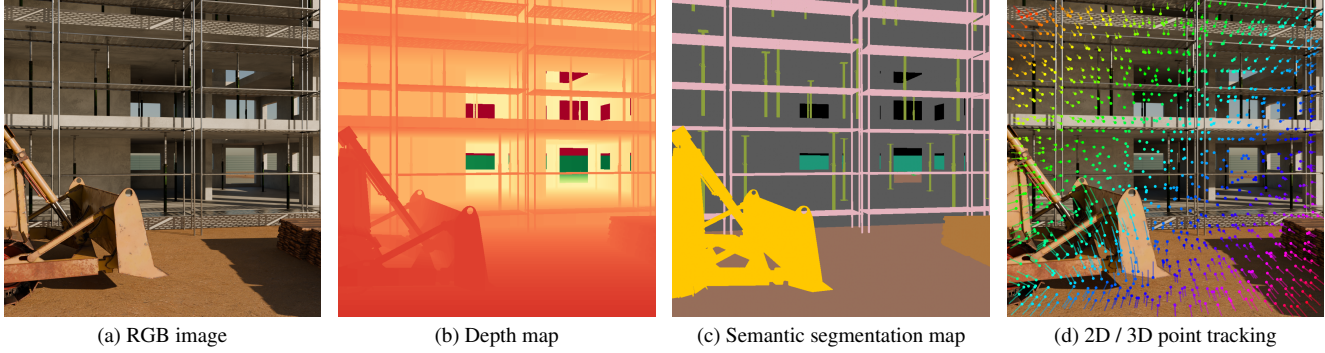 (a) RGB image
(b) Depth map
(c) Semantic segmentation map
(d) 2D / 3D point tracking